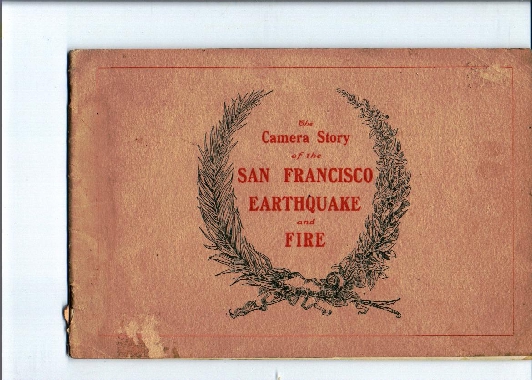 The
Camera Story
of the
SAN FRANCISCO
EARTHQUAKE
and
FIRE